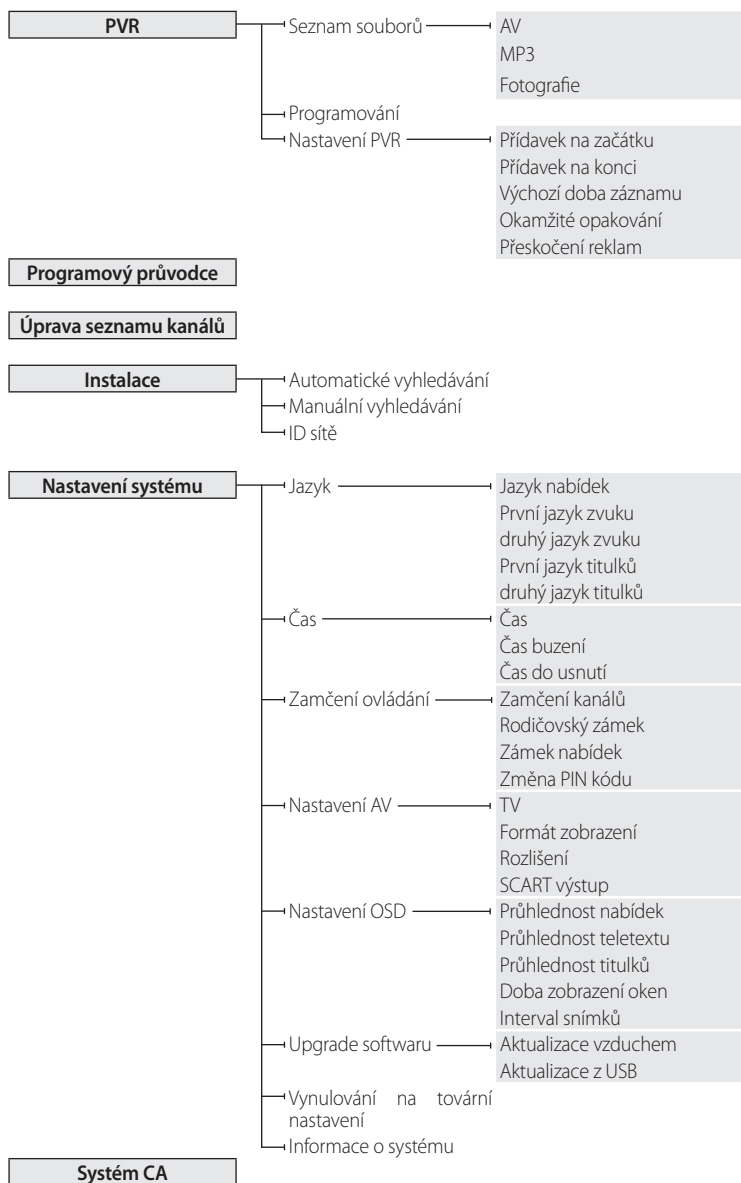 PVR
Seznam souborů
AV
MP3
Fotografie
Programování
Nastavení PVR
Přídavek na začátku
Přídavek na konci
Výchozí doba záznamu
Okamžité opakování
Přeskočení reklam
Programový průvodce
Úprava seznamu kanálů
Instalace
Automatické vyhledávání
Manuální vyhledávání
ID sítě
Nastavení systému
Jazyk
Jazyk nabídek
První jazyk zvuku
druhý jazyk zvuku
První jazyk titulků
druhý jazyk titulků
Čas
Čas
Čas buzení
Čas do usnutí
Zamčení ovládání
Zamčení kanálů
Rodičovský zámek
Zámek nabídek
Změna PIN kódu
Nastavení AV
TV
Formát zobrazení
Rozlišení
SCART výstup
Nastavení OSD
Průhlednost nabídek
Průhlednost teletextu
Průhlednost titulků
Doba zobrazení oken
Interval snímků
Upgrade softwaru
Aktualizace vzduchem
Aktualizace z USB
Vynulování na tovární
nastavení
Informace o systému
Systém CA